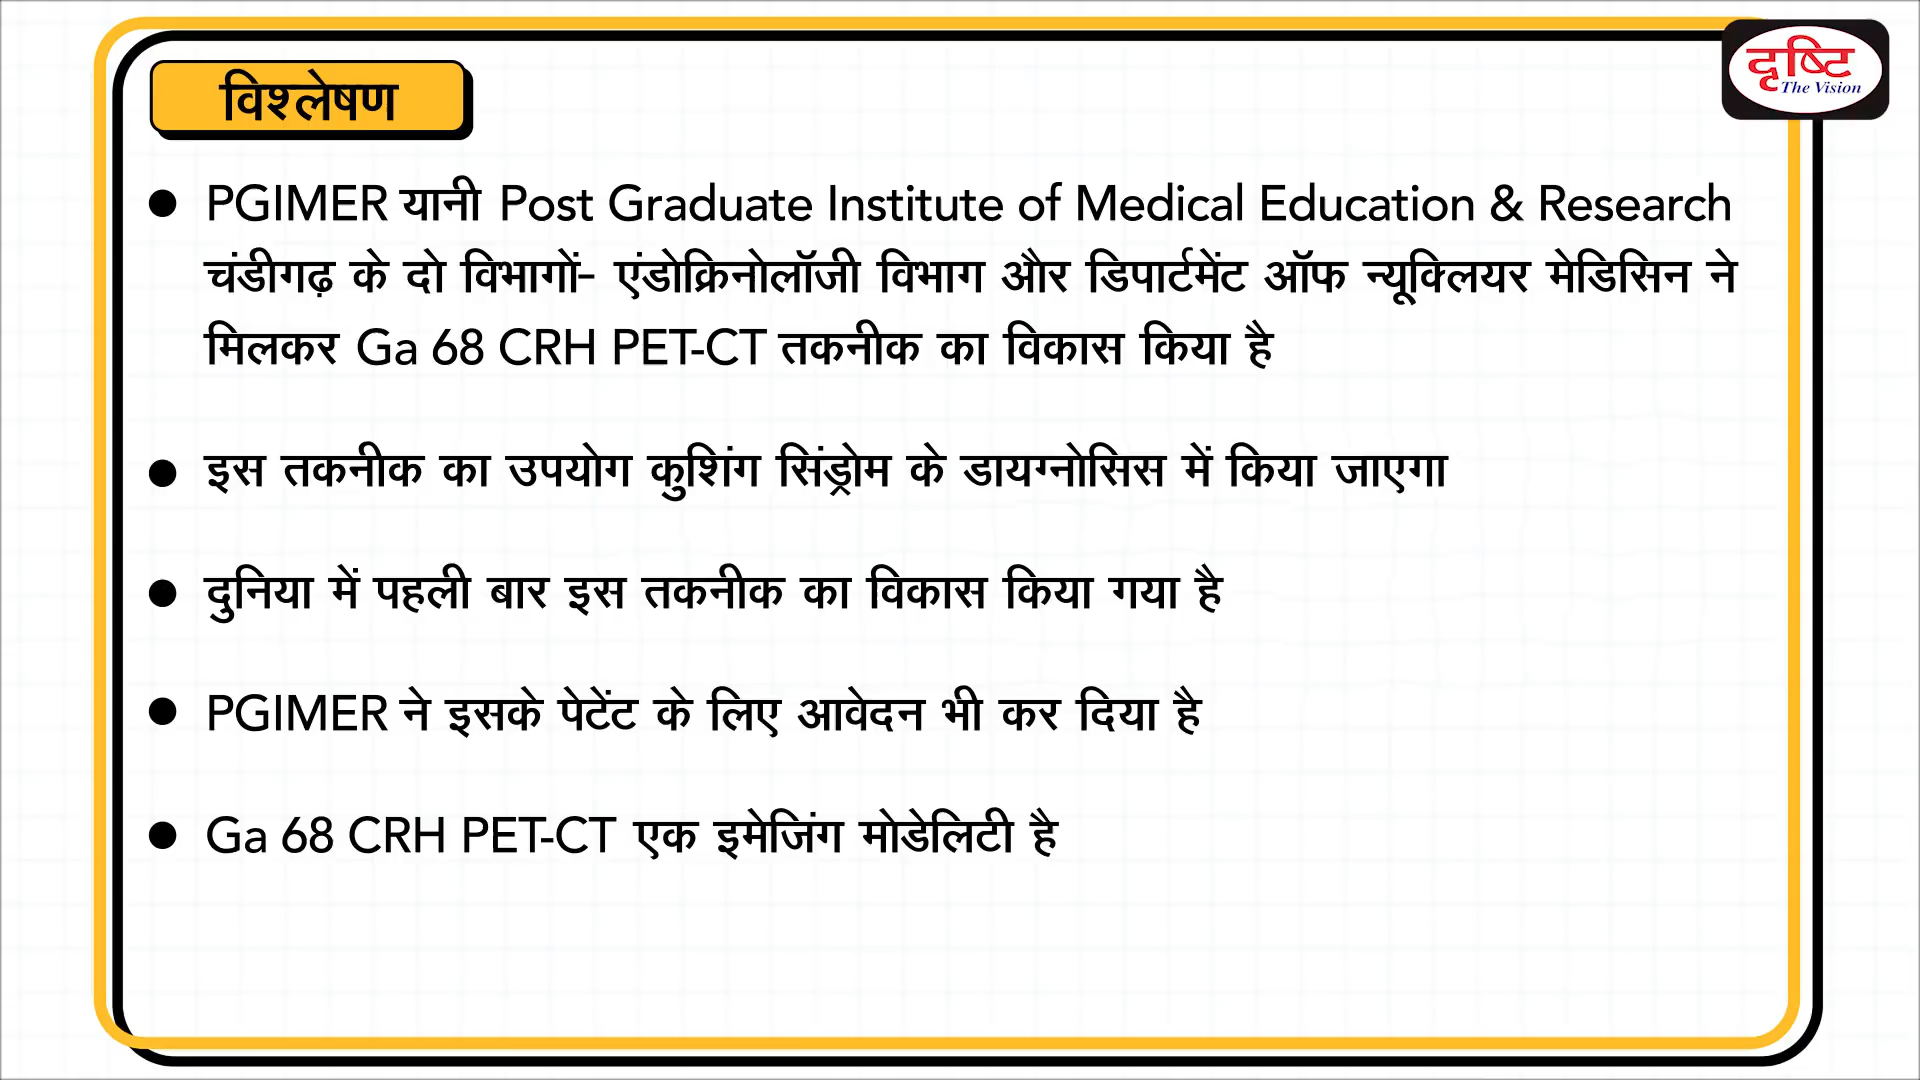 विश्लेषण
दृष्टि
The Vision
● PGIMER यानी Post Graduate Institute of Medical Education & Research
चंडीगढ़ के दो विभागों- एंडोक्रिनोलॉजी विभाग और डिपार्टमेंट ऑफ न्यूक्लियर मेडिसिन ने
मिलकर Ga 68 CRH PET-CT तकनीक का विकास किया है
● इस तकनीक का उपयोग कुशिंग सिंड्रोम के डायग्नोसिस में किया जाएगा
● दुनिया में पहली बार इस तकनीक का विकास किया गया है
● PGIMER ने इसके पेटेंट के लिए आवेदन भी कर दिया है
● Ga 68 CRH PET-CT एक इमेजिंग मोडेलिटी है